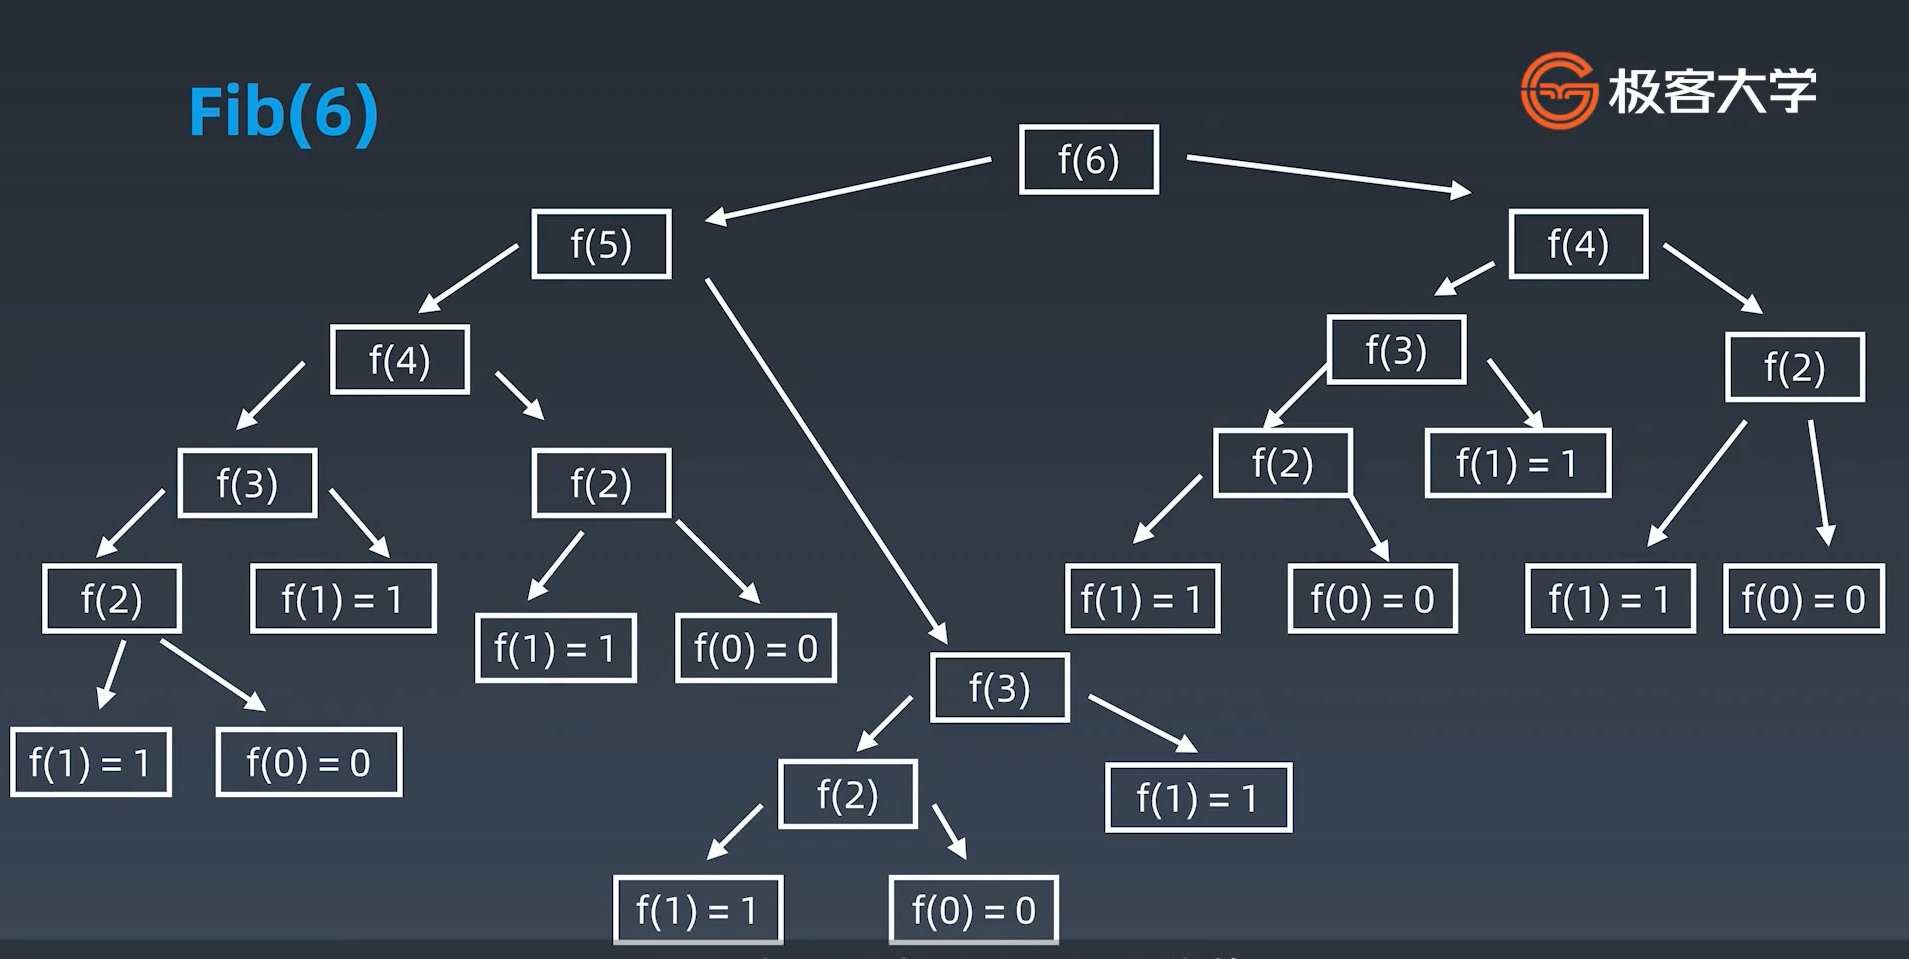 Fib(6)
极客大学
f(6)
f(5)
f(4)
f(4)
f(3)
f(2)
f(3)
f(2)
f(2)
f(1) = 1
f(2)
f(1) = 1
f(1) = 1
f(0) = 0
f(1) = 1
f(0) = 0
f(1) = 1
f(0) = 0
f(3)
f(1) = 1
f(0) = 0
f(2)
f(1) = 1
f(1) = 1
f(0) = 0